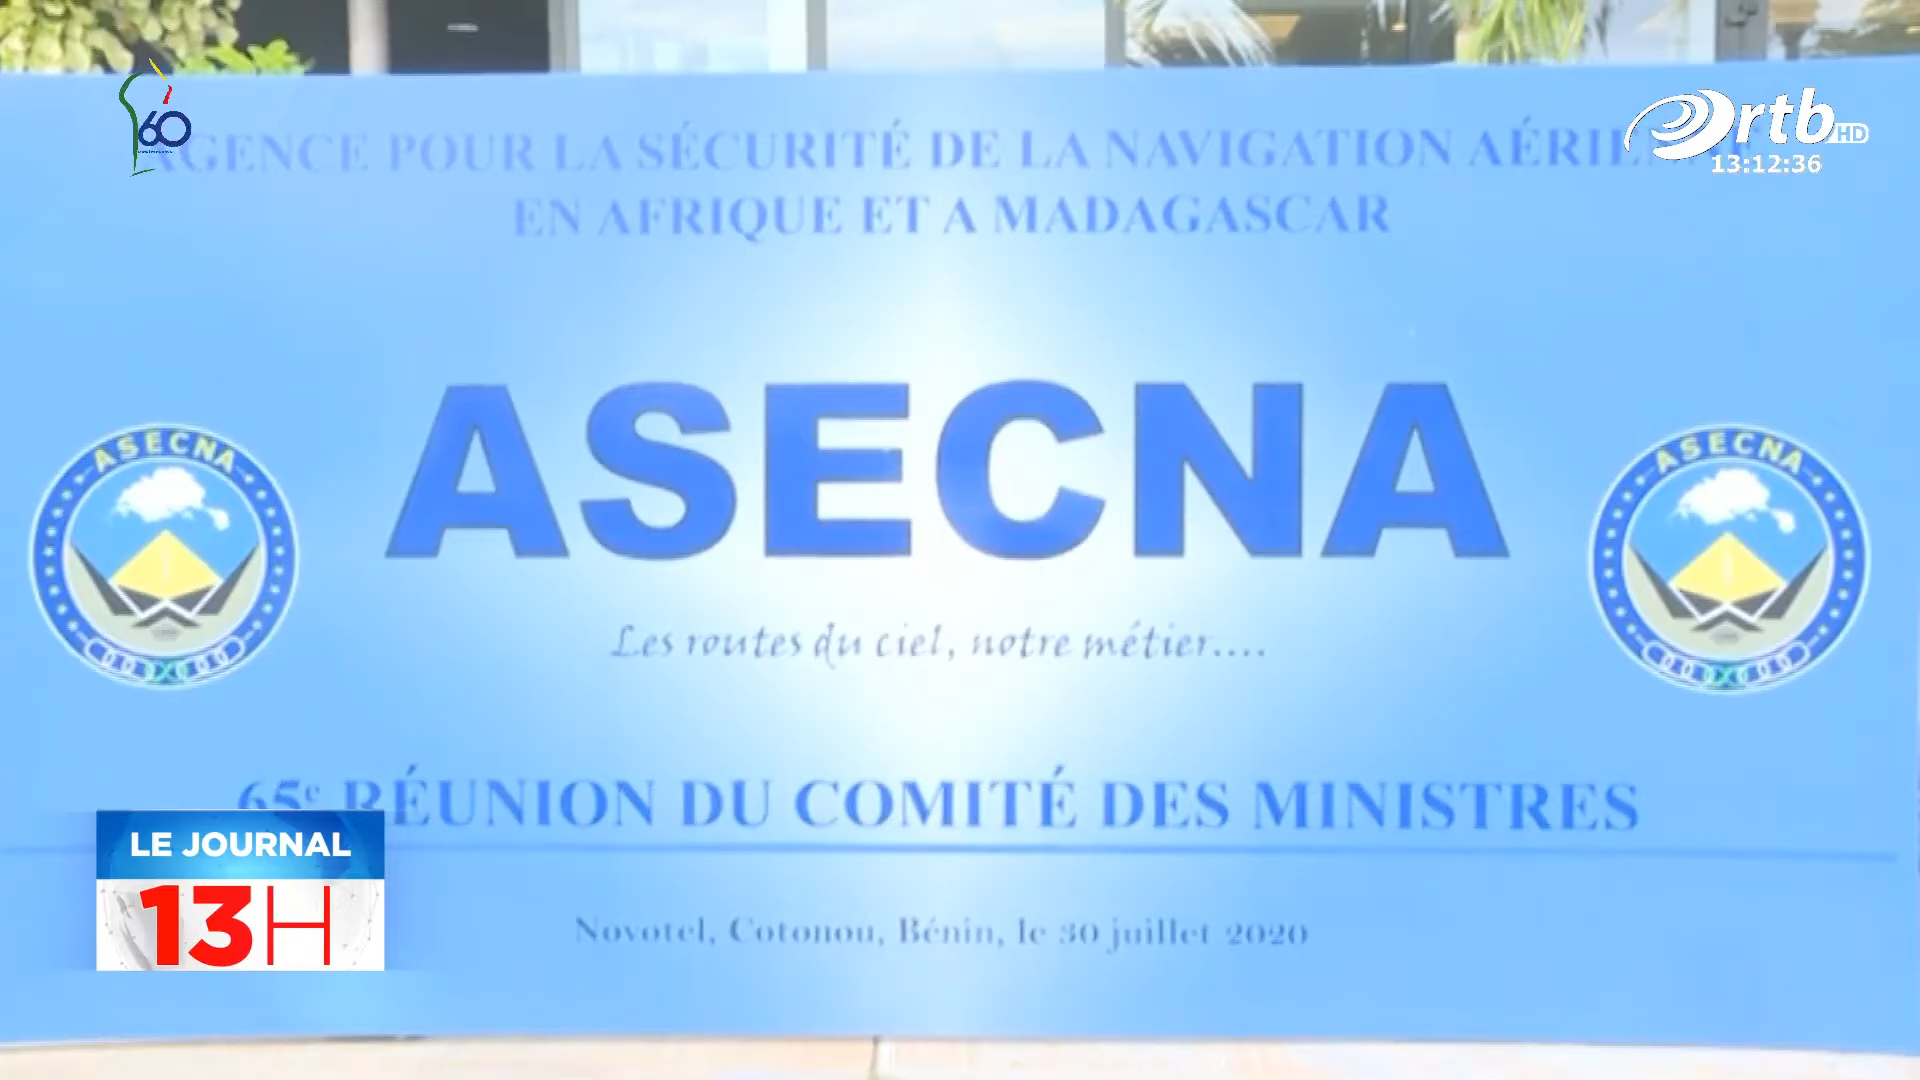 60
AGENCE POUR LA SÉCURITÉ DE LA NAVIGATION
EN AFRIQUE ET A MADAGASCAR
ortb HD
13:12:36
ASECNA
ASECNA
ASECNA
Les routes du ciel, notre métier....
65e RÉUNION DU COMITÉ DES MINISTRES
Novotel, Cotonou, Bénin, le 30 juillet 2020
LE JOURNAL
13H